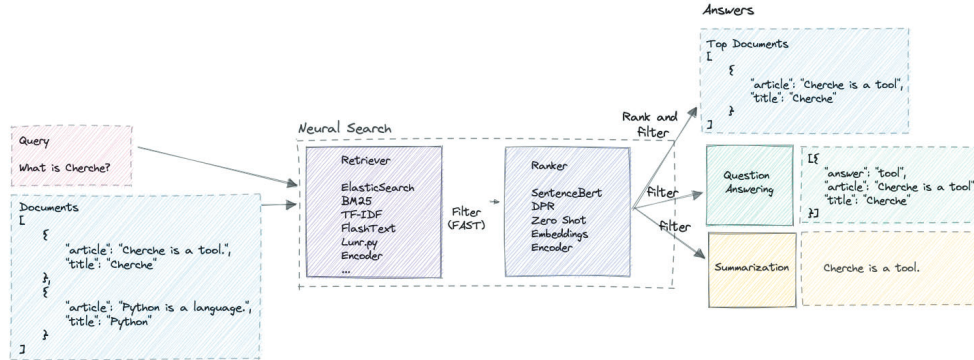 Answers
Query
What is Cherche?
Documents
[
{
"article": "Cherche is a tool.",
"title": "Cherche"
},
{
"article": "Python is a language.",
"title": "Python"
}
]
Neural Search
Retriever
ElasticSearch
BM25
TF-IDF
FlashText
Lunr.py
Encoder
...
Filter
(FAST)
Ranker
SentenceBert
DPR
Zero Shot
Embeddings
Encoder
Rank and
filter
filter
filter
Top Documents
[
{
"article": "Cherche is a tool",
"title": "Cherche"
}
]
Question
Answering
[{
"answer": "tool",
"article": "Cherche is a tool"
"title": "Cherche"
}]
Summarization
Cherche is a tool.